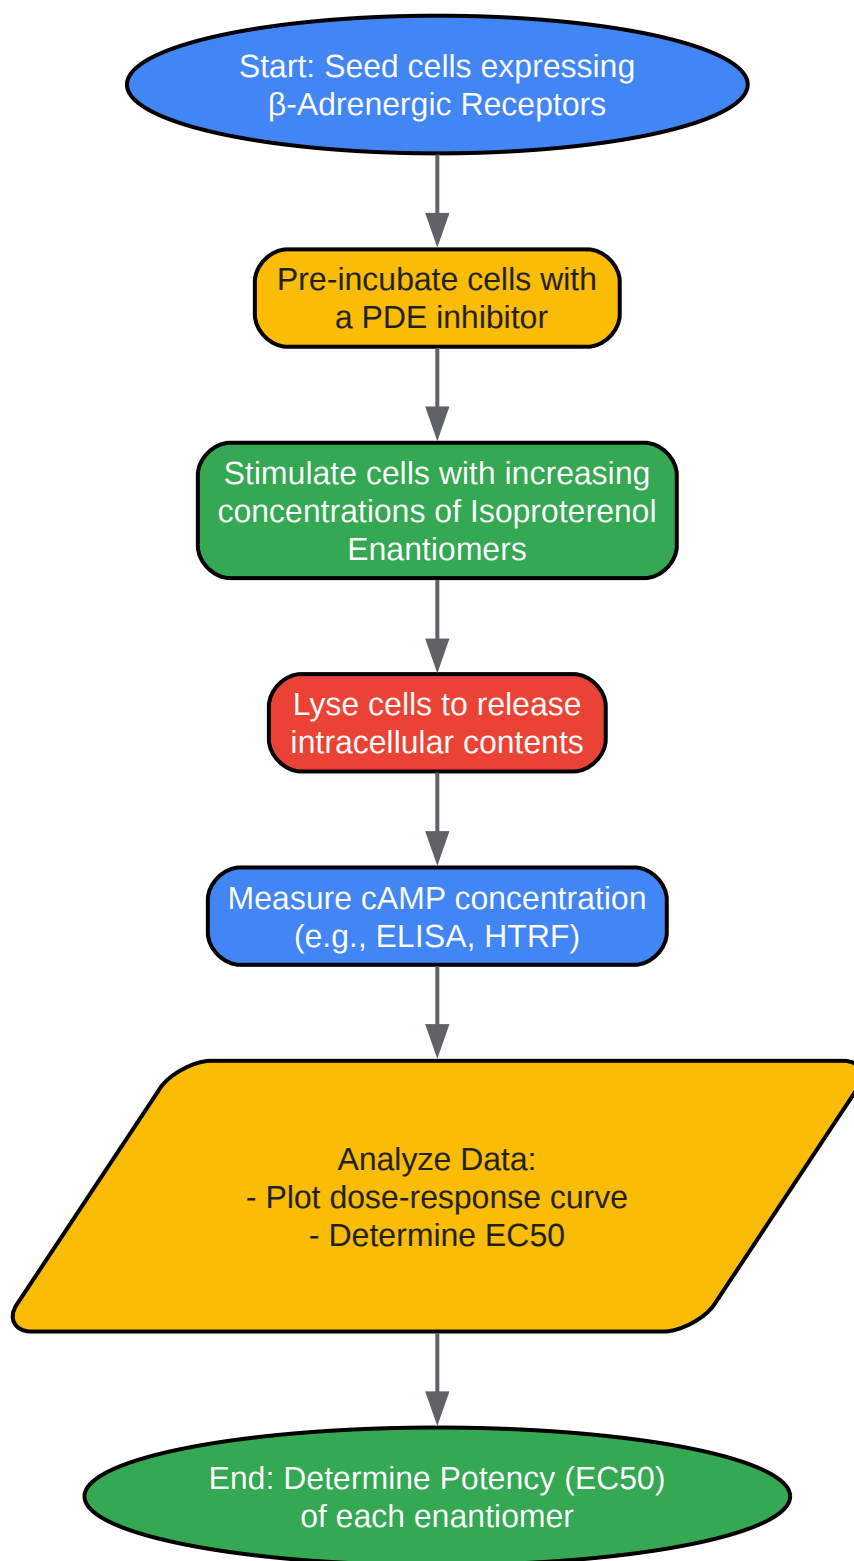 Start: Seed cells expressing
β-Adrenergic Receptors
Pre-incubate cells with
a PDE inhibitor
Stimulate cells with increasing
concentrations of Isoproterenol
Enantiomers
Lyse cells to release
intracellular contents
Measure cAMP concentration
(e.g., ELISA, HTRF)
Analyze Data:
- Plot dose-response curve
- Determine EC50
End: Determine Potency (EC50)
of each enantiomer